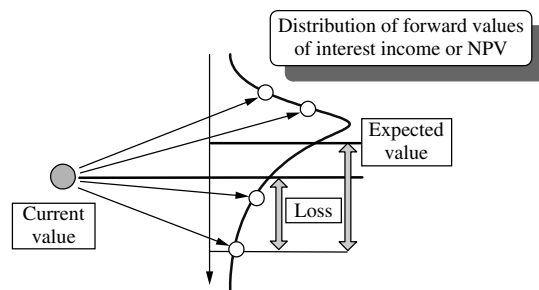 Distribution of forward values
of interest income or NPV
Expected
value
Current
value
Loss